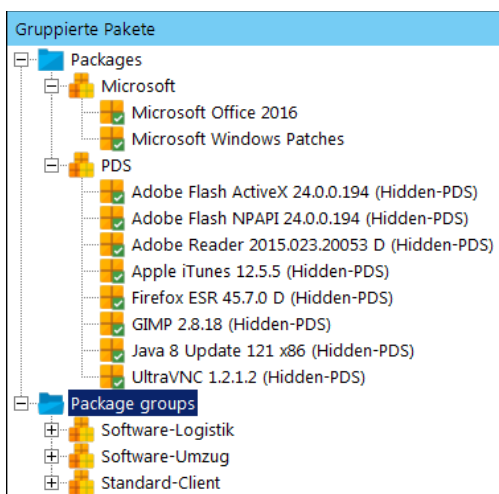 Gruppierte Pakete
Packages
Microsoft
Microsoft Office 2016
Microsoft Windows Patches
PDS
Adobe Flash ActiveX 24.0.0.194 (Hidden-PDS)
Adobe Flash NPAPI 24.0.0.194 (Hidden-PDS)
Adobe Reader 2015.023.20053 D (Hidden-PDS)
Apple iTunes 12.5.5 (Hidden-PDS)
Firefox ESR 45.7.0 D (Hidden-PDS)
GIMP 2.8.18 (Hidden-PDS)
Java 8 Update 121 x86 (Hidden-PDS)
UltraVNC 1.2.1.2 (Hidden-PDS)
Package groups
Software-Logistik
Software-Umzug
Standard-Client